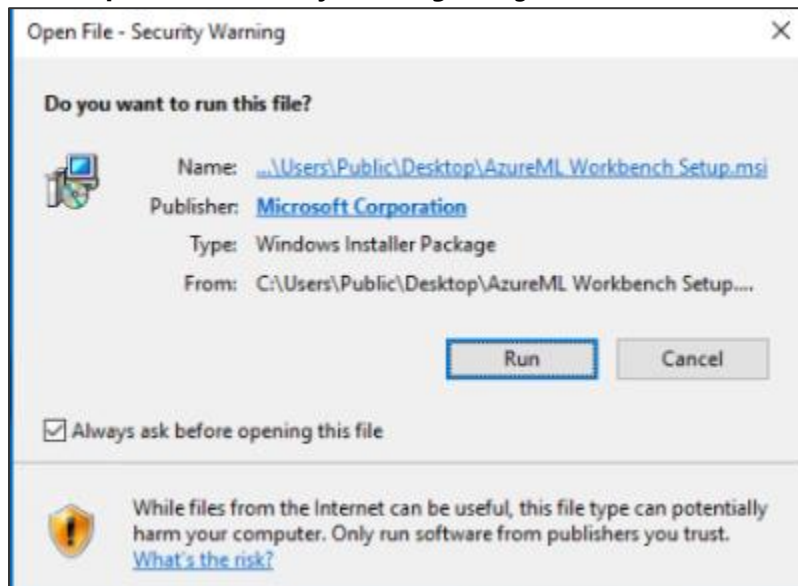 Open File - Security Warning
Do you want to run this file?
Name: ...\Users\Public\Desktop\AzureML Workbench Setup.msi
Publisher: Microsoft Corporation
Type: Windows Installer Package
From: C:\Users\Public\Desktop\AzureML Workbench Setup....
Run Cancel
Always ask before opening this file
While files from the Internet can be useful, this file type can potentially
harm your computer. Only run software from publishers you trust.
What's the risk?